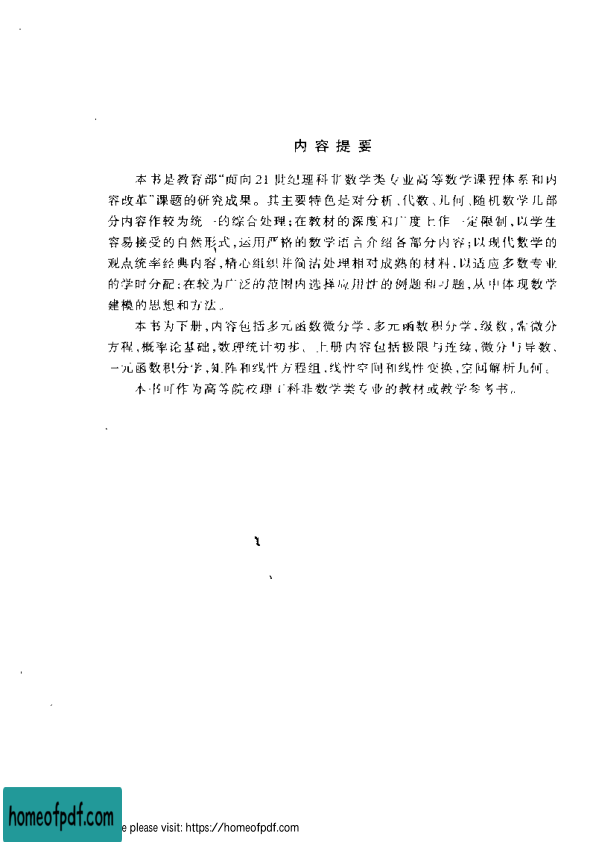 内容提要
本书是教育部“面向21世纪理科非数学类专业高等数学课程体系和内
容改革”课题的研究成果。其主要特色是对分析、代数、几何、随机数学几部
分内容作较为统一的综合处理;在教材的深度和广度上作一定限制,以学生
容易接受的自然形式,运用严格的数学语言介绍各部分内容;以现代数学的
观点统率经典内容,精心组织并简洁处理相对成熟的材料,以适应多数专业
的学时分配;在较为广泛的范围内选择应用性的例题和习题,从中体现数学
建模的思想和方法。
本书为下册,内容包括多元函数微分学,多元函数积分学,级数,常微分
方程,概率论基础,数理统计初步。上册内容包括极限与连续,微分与导数,
一元函数积分学,矩阵和线性方程组,线性空间和线性变换,空间解析几何。
本书可作为高等院校理工科非数学类专业的教材或教学参考书。
homeofpdf.com
e please visit: https://homeofpdf.com